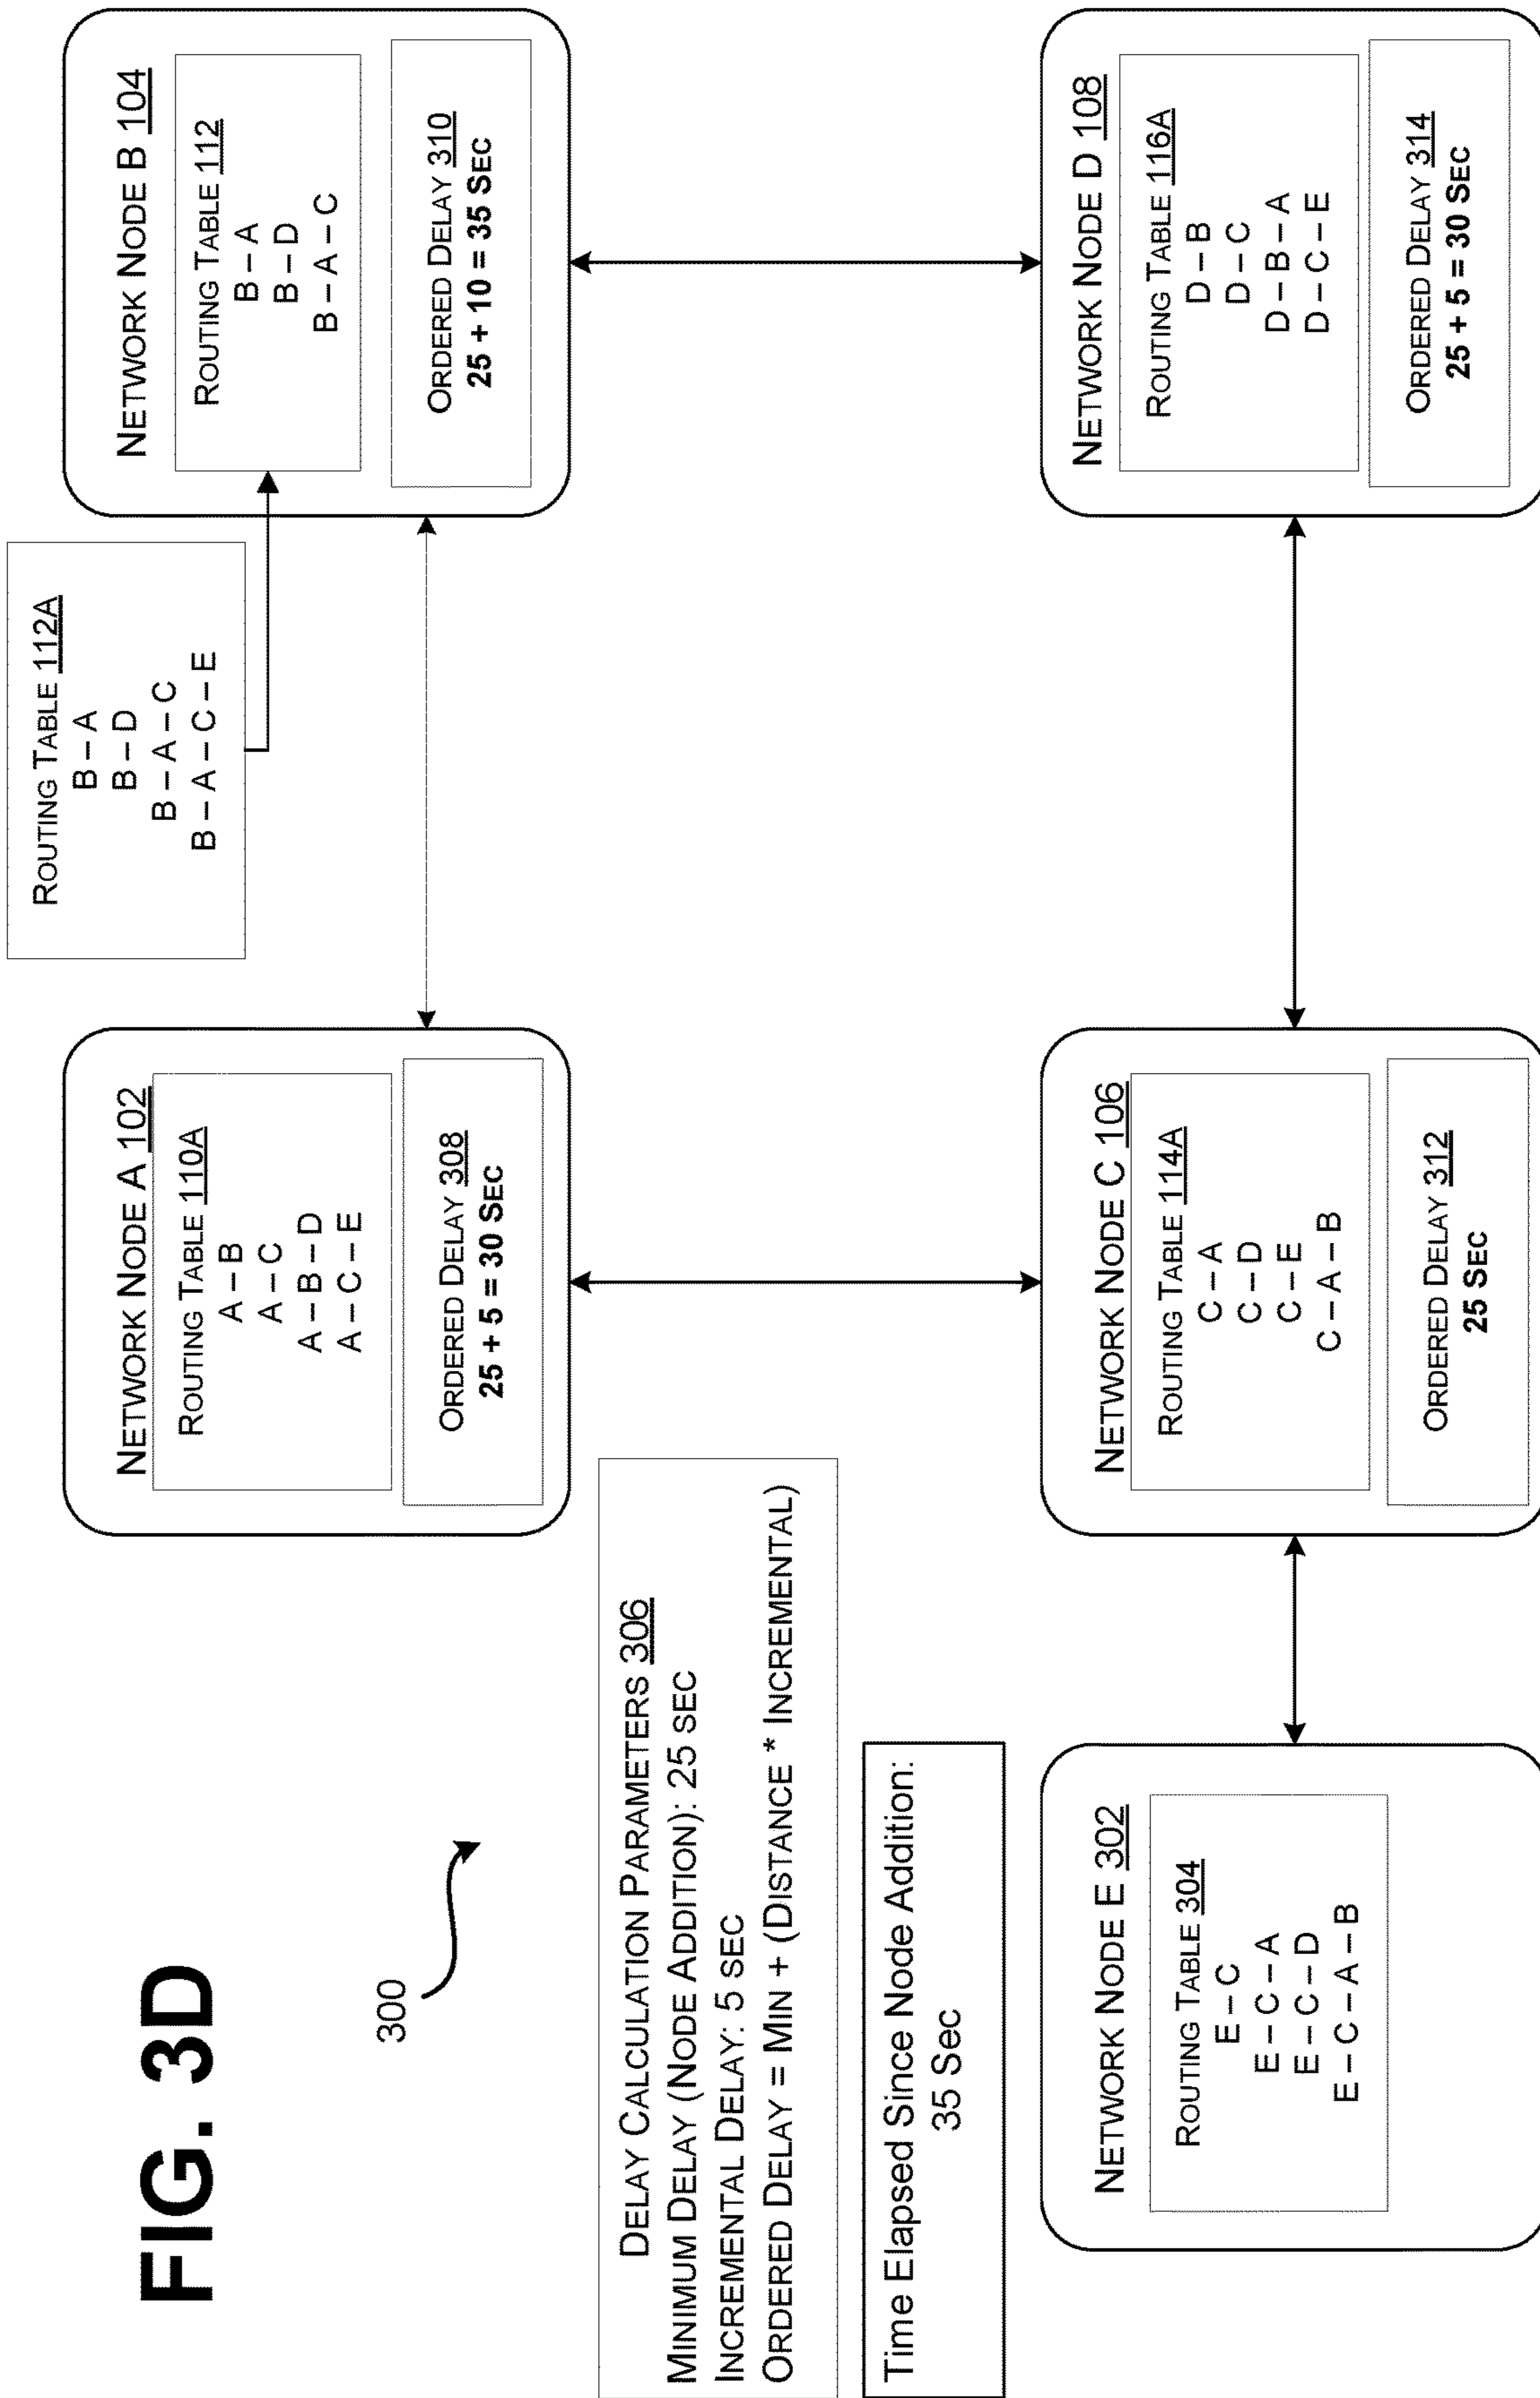 FIG. 3D
300
DELAY CALCULATION PARAMETERS 306
MINIMUM DELAY (NODE ADDITION): 25 SEC
INCREMENTAL DELAY: 5 SEC
ORDERED DELAY = MIN + (DISTANCE * INCREMENTAL)
Time Elapsed Since Node Addition:
35 Sec
NETWORK NODE A 102
ROUTING TABLE 110A
A – B
A – C
A – B – D
A – C – E
ORDERED DELAY 308
25 + 5 = 30 SEC
ROUTING TABLE 112A
B – A
B – D
B – A – C
B – A – C – E
NETWORK NODE B 104
ROUTING TABLE 112
B – A
B – D
B – A – C
ORDERED DELAY 310
25 + 10 = 35 SEC
NETWORK NODE E 302
ROUTING TABLE 304
E – C
E – C – A
E – C – D
E – C – A – B
NETWORK NODE C 106
ROUTING TABLE 114A
C – A
C – D
C – E
C – A – B
ORDERED DELAY 312
25 SEC
NETWORK NODE D 108
ROUTING TABLE 116A
D – B
D – C
D – B – A
D – C – E
ORDERED DELAY 314
25 + 5 = 30 SEC